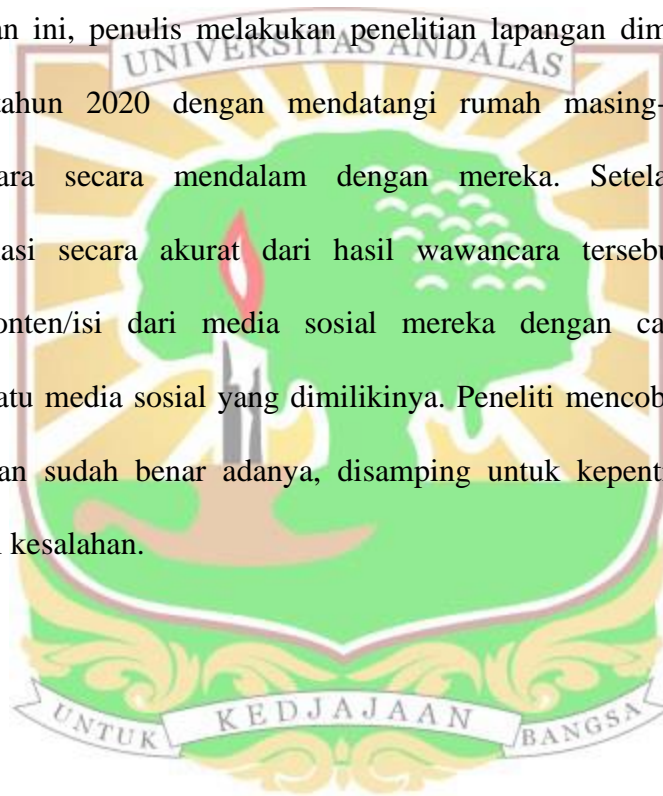 UNIVERSITAS ANDALAS
an ini, penulis melakukan penelitian lapangan dim
tahun 2020 dengan mendatangi rumah masing-
ara secara mendalam dengan mereka. Setela
asi secara akurat dari hasil wawancara tersebu
onten/isi dari media sosial mereka dengan ca
atu media sosial yang dimilikinya. Peneliti mencob
an sudah benar adanya, disamping untuk kepenti
kesalahan.
UNTUK KEDJAJAAN BANGSA